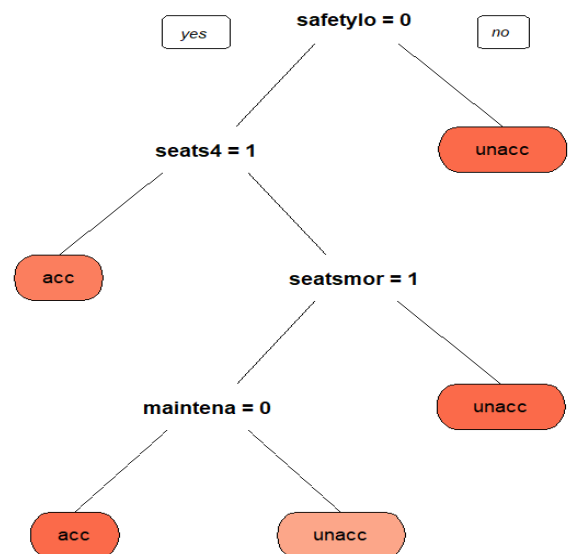 yes
safetylo = 0
no
seats4 = 1
unacc
acc
seatsmor = 1
maintena = 0
unacc
acc
unacc